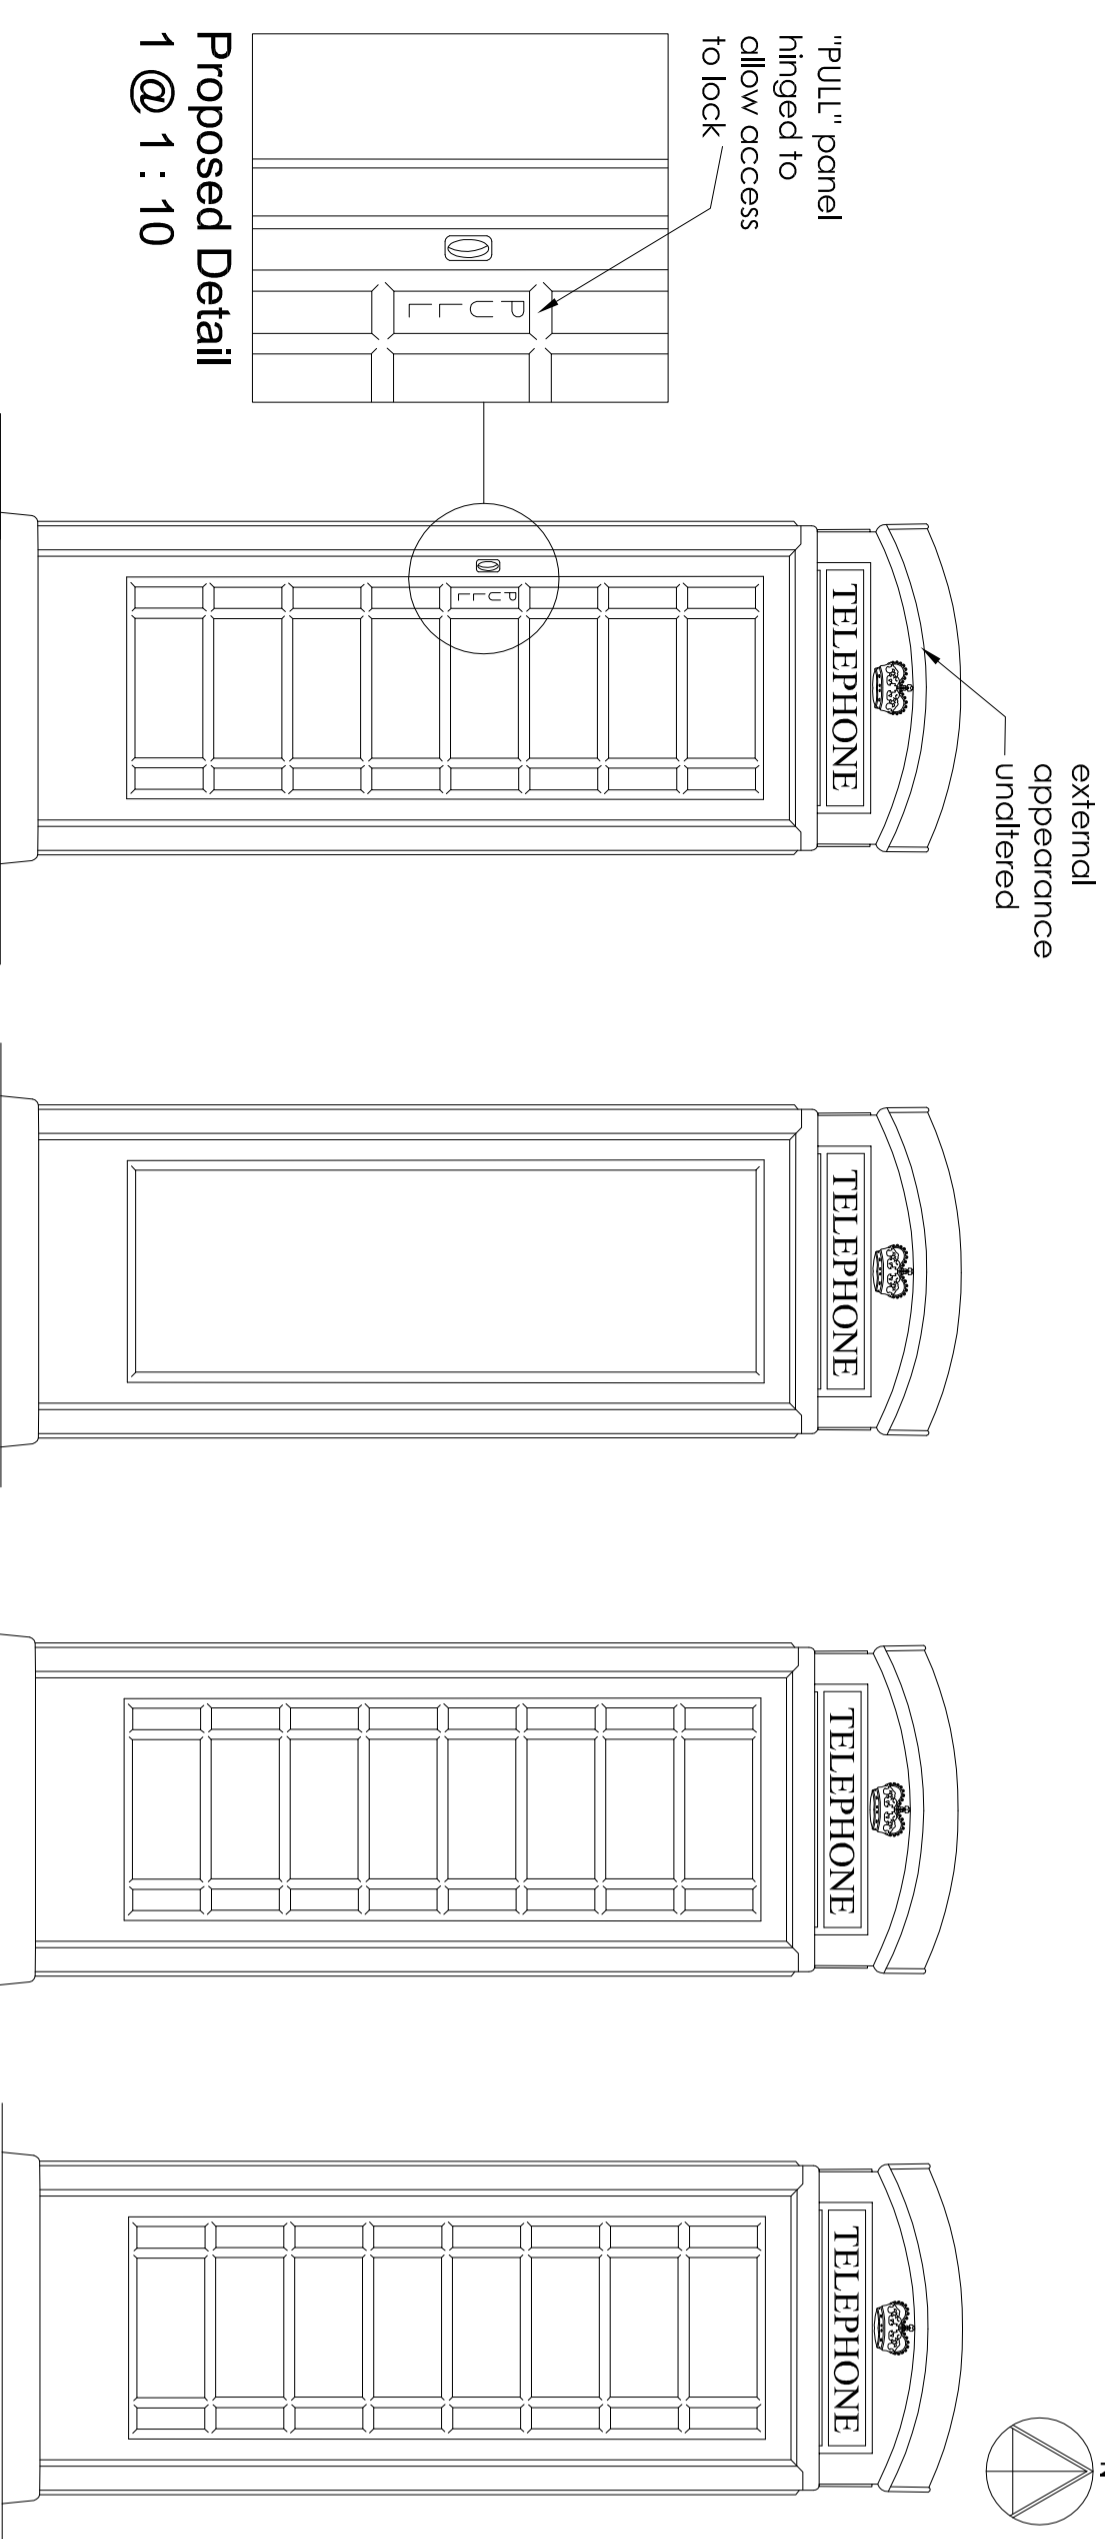 external
appearance
unaltered
"PULL" panel
hinged to
allow access
to lock
TELEPHONE
TELEPHONE
TELEPHONE
TELEPHONE
PULL
PULL
Proposed Detail
1 @ 1 : 10